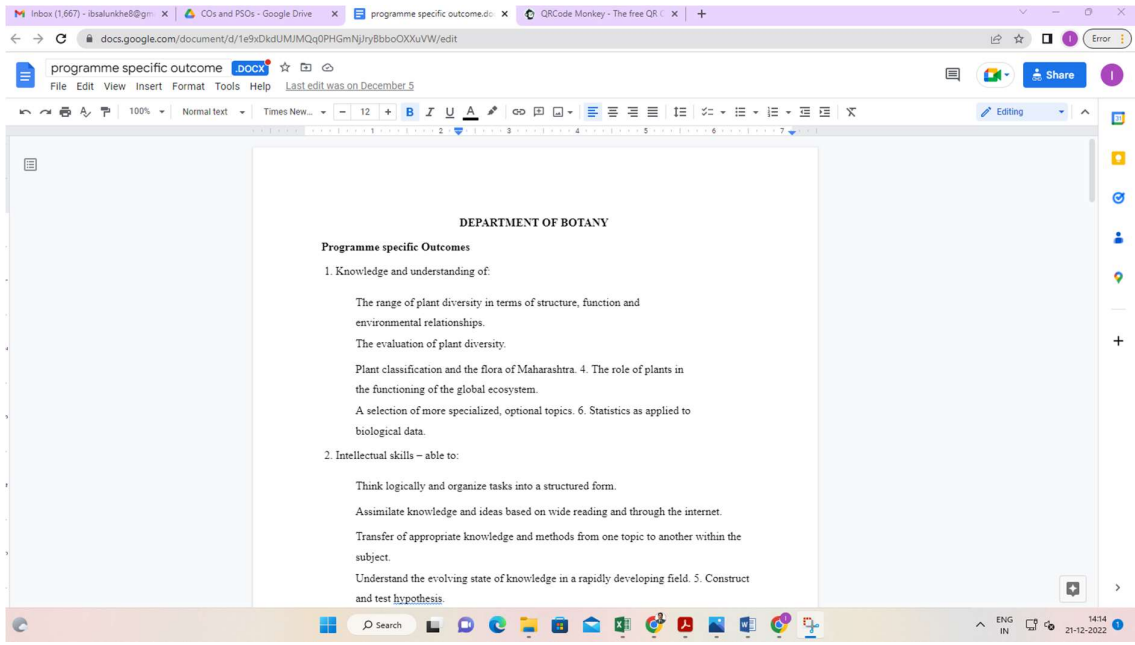 Inbox (1,667) - ibsalunkhe8@gm
COs and PSOs - Google Drive
programme specific outcome.do
QRCode Monkey - The free QR C
docs.google.com/document/d/1e9xDkdUMJMQq0PHGmNjJryBbboOXXuVW/edit
Error
programme specific outcome .DOCX
File Edit View Insert Format Tools Help Last edit was on December 5
Share
I
100% Normal text Times New... 12 B I U A Editing
1 2 3 4 5 6 7
DEPARTMENT OF BOTANY
Programme specific Outcomes
1. Knowledge and understanding of:
The range of plant diversity in terms of structure, function and
environmental relationships.
The evaluation of plant diversity.
Plant classification and the flora of Maharashtra. 4. The role of plants in
the functioning of the global ecosystem.
A selection of more specialized, optional topics. 6. Statistics as applied to
biological data.
2. Intellectual skills – able to:
Think logically and organize tasks into a structured form.
Assimilate knowledge and ideas based on wide reading and through the internet.
Transfer of appropriate knowledge and methods from one topic to another within the
subject.
Understand the evolving state of knowledge in a rapidly developing field. 5. Construct
and test hypothesis.
Search
ENG
IN
14:14
21-12-2022
1